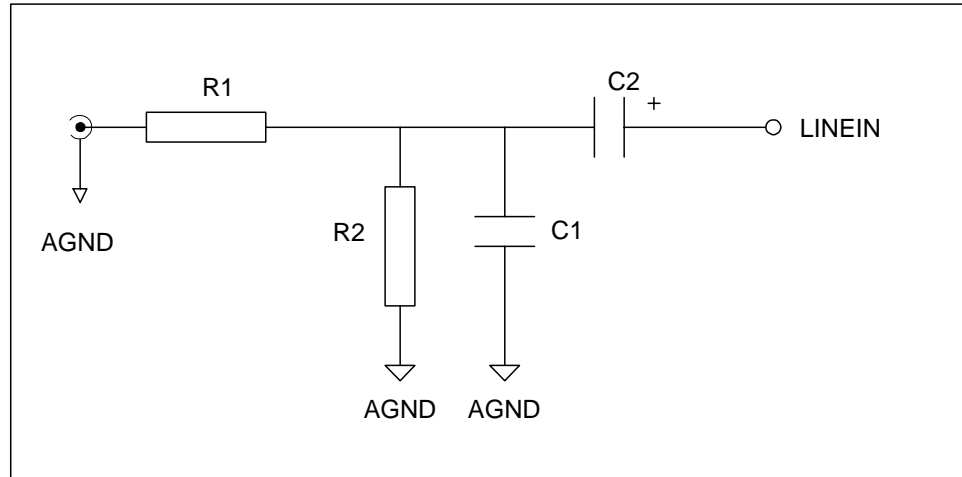 R1
C2
+
LINEIN
AGND
R2
C1
AGND
AGND